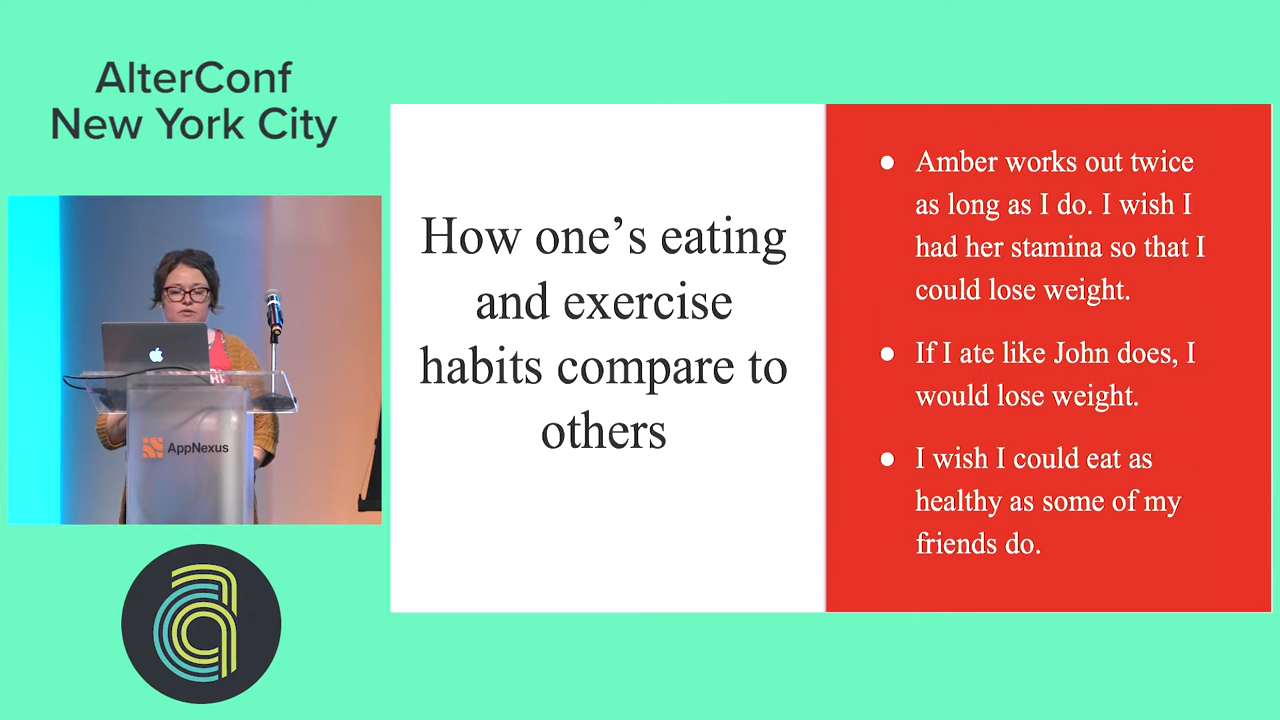 AlterConf
New York City
How one's eating
and exercise
habits compare to
others
● Amber works out twice
as long as I do. I wish I
had her stamina so that I
could lose weight.
● If I ate like John does, I
would lose weight.
● I wish I could eat as
healthy as some of my
friends do.
AppNexus